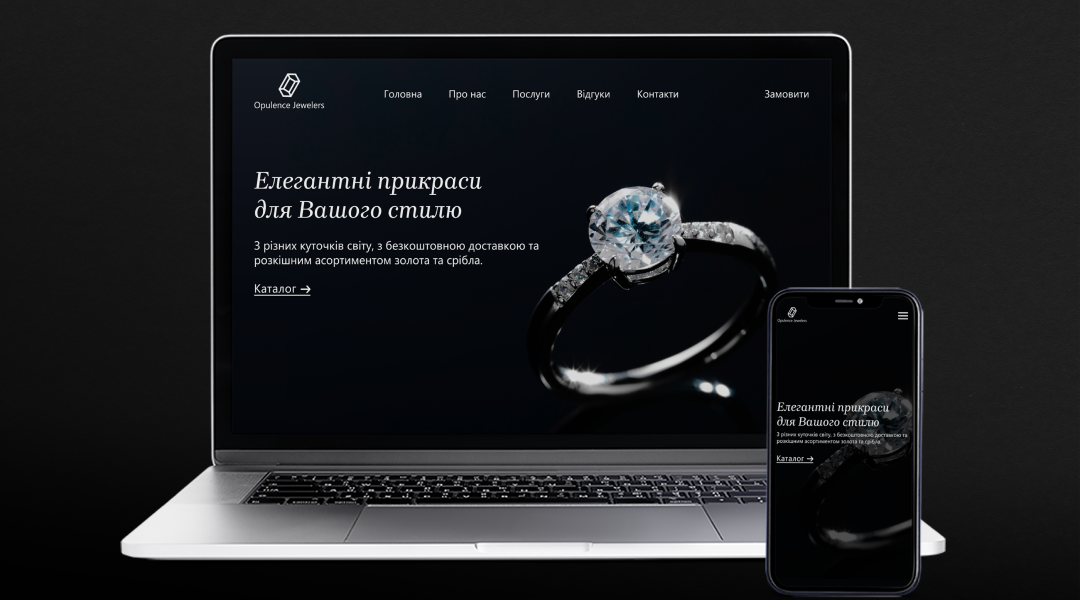 Opulence Jewelers
Головна
Про нас
Послуги
Відгуки
Контакти
Замовити
Елегантні прикраси
для Вашого стилю
З різних куточків світу, з безкоштовною доставкою та
розкішним асортиментом золота та срібла.
Каталог →
Opulence Jewelers
Елегантні прикраси
для Вашого стилю
З різних куточків світу, з безкоштовною доставкою та
розкішним асортиментом золота та срібла.
Каталог →